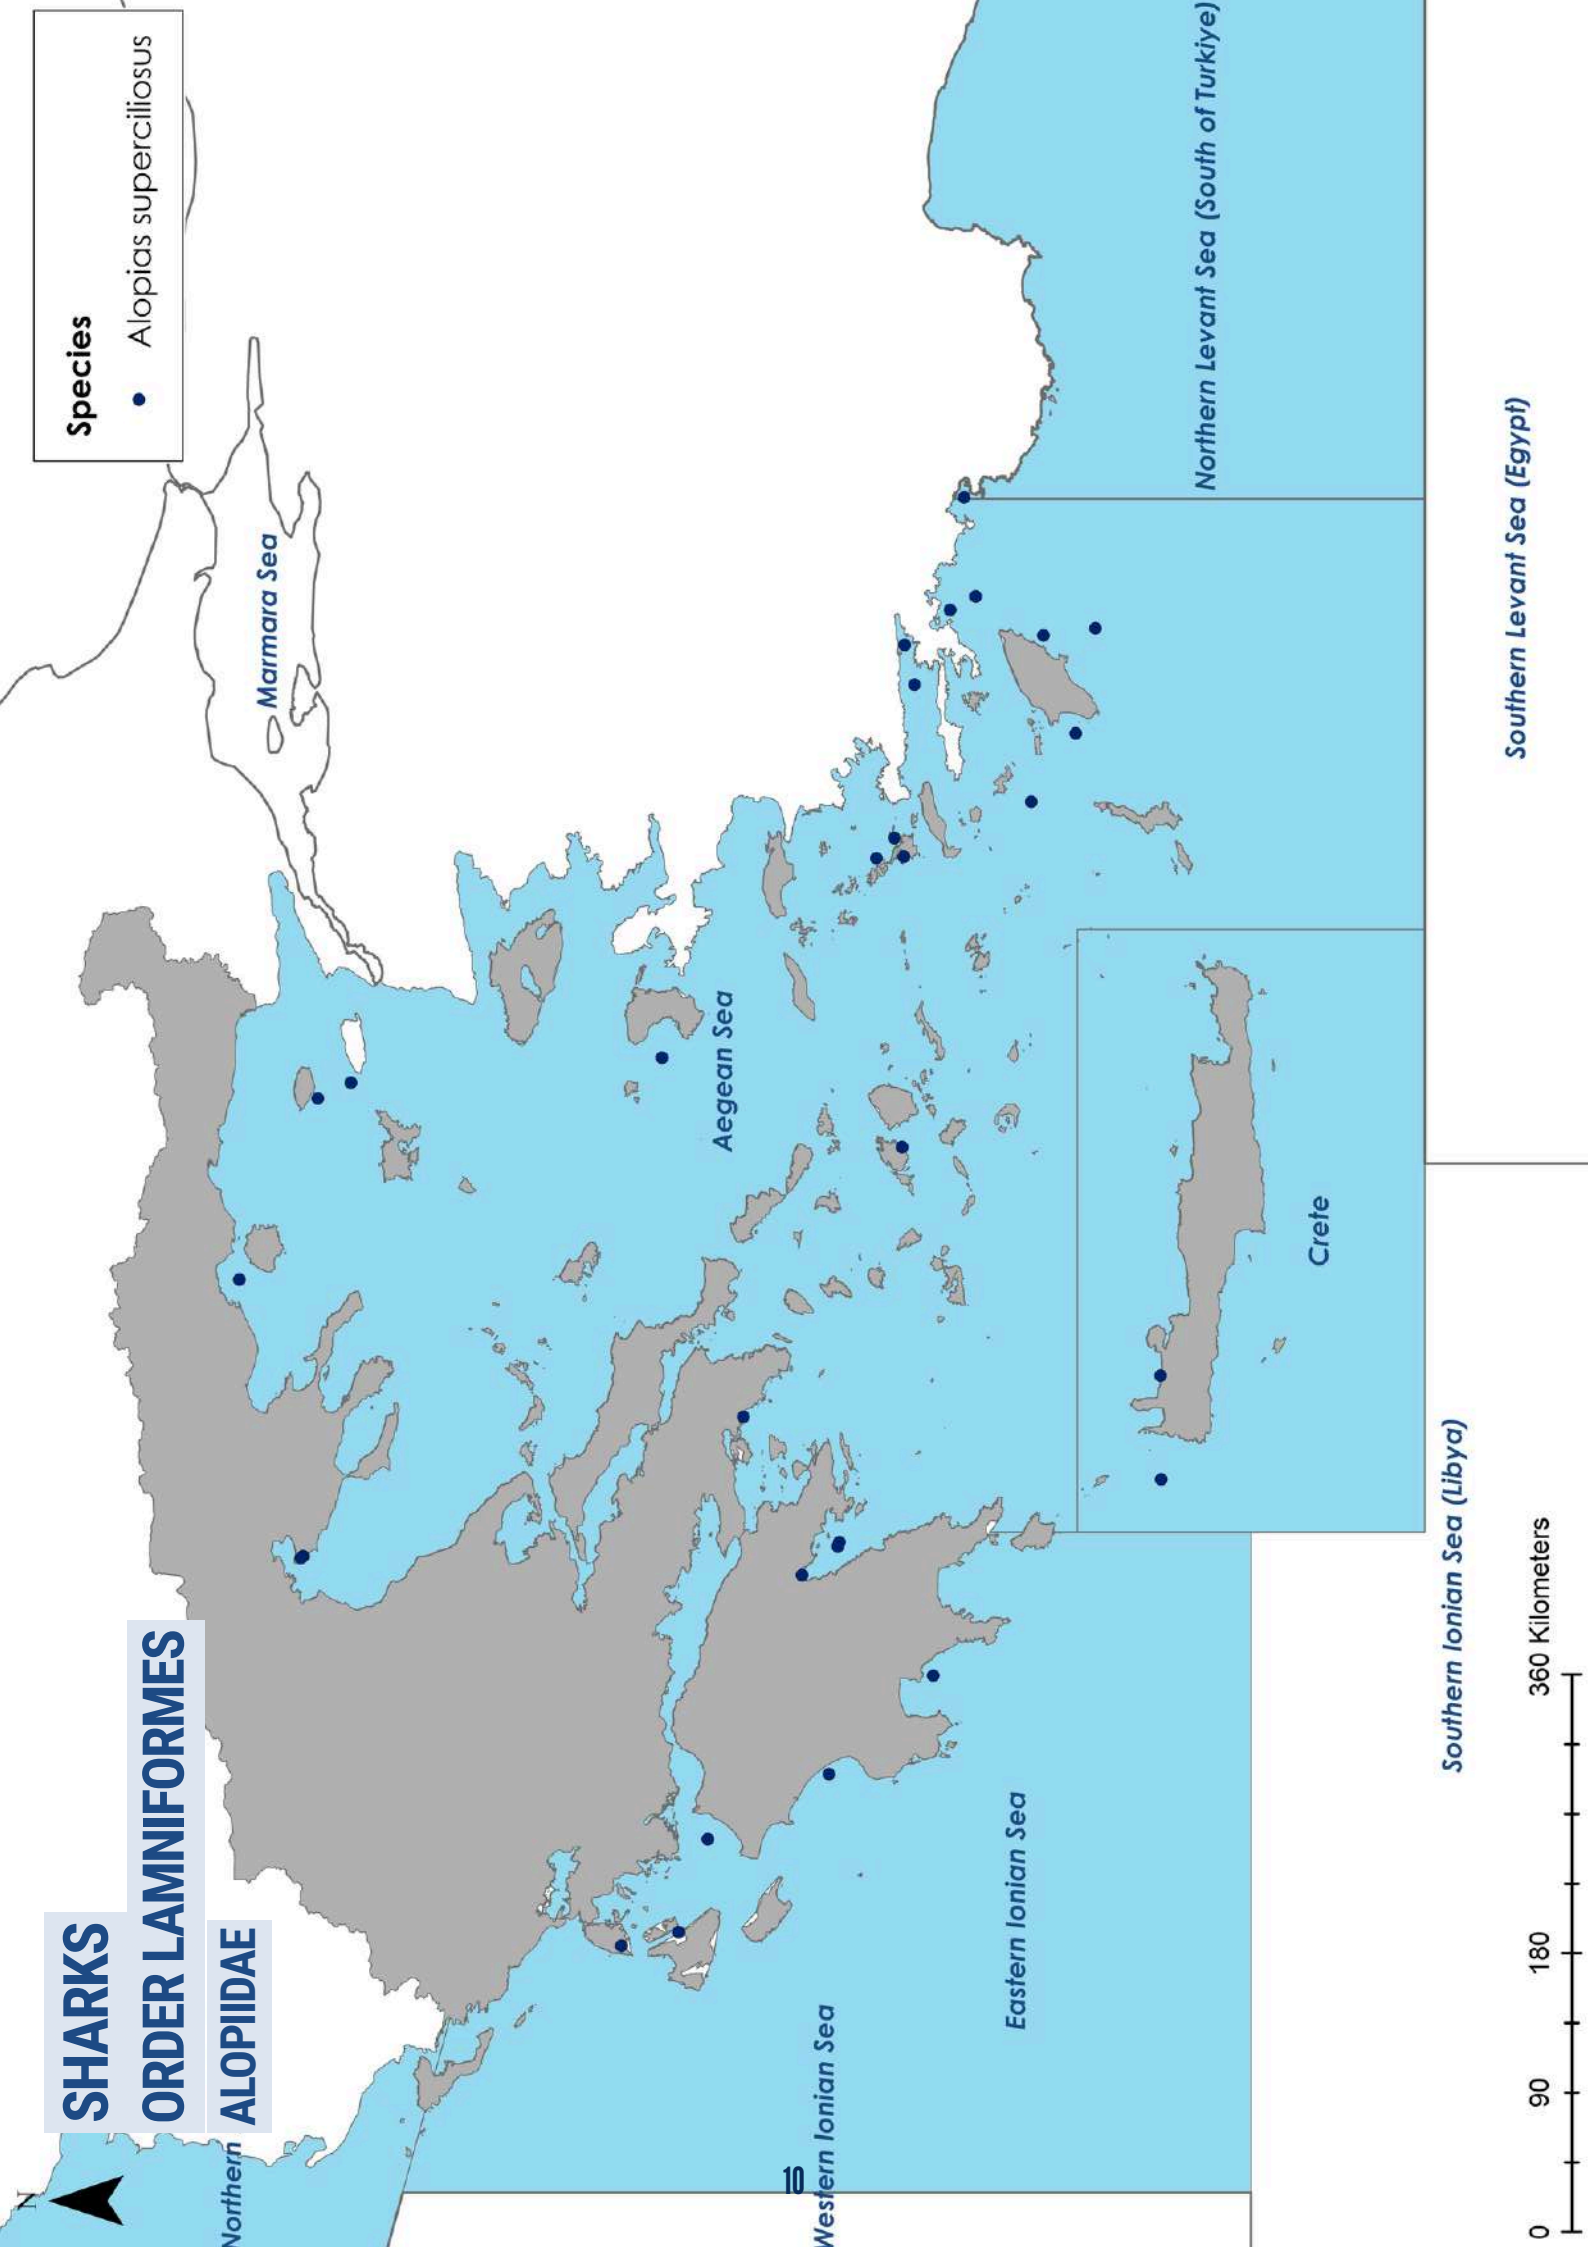 SHARKS
ORDER LAMNIFORMES
ALOPIIDAE
N
Species
Alopias superciliosus
Marmara Sea
Northern
Aegean Sea
Western Ionian Sea
Eastern Ionian Sea
Northern Levant Sea (South of Turkiye)
Crete
Southern Ionian Sea (Libya)
Southern Levant Sea (Egypt)
0 90 180 360 Kilometers
10